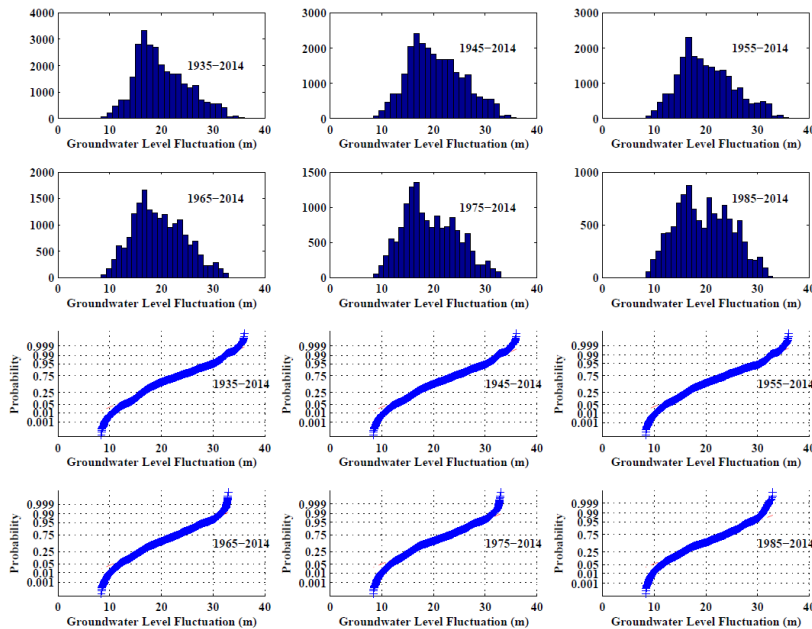 4000
3000
2000
1000
0
1935−2014
0 10 20 30 40
Groundwater Level Fluctuation (m)
3000
2000
1000
0
1945−2014
0 10 20 30 40
Groundwater Level Fluctuation (m)
3000
2000
1000
0
1955−2014
0 10 20 30 40
Groundwater Level Fluctuation (m)
2000
1500
1000
500
0
1965−2014
0 10 20 30 40
Groundwater Level Fluctuation (m)
1500
1000
500
0
1975−2014
0 10 20 30 40
Groundwater Level Fluctuation (m)
1000
500
0
1985−2014
0 10 20 30 40
Groundwater Level Fluctuation (m)
Probability
0.999
0.99
0.95
0.75
0.25
0.05
0.01
0.001
1935−2014
0 10 20 30 40
Groundwater Level Fluctuation (m)
Probability
0.999
0.99
0.95
0.75
0.25
0.05
0.01
0.001
1945−2014
0 10 20 30 40
Groundwater Level Fluctuation (m)
Probability
0.999
0.99
0.95
0.75
0.25
0.05
0.01
0.001
1955−2014
0 10 20 30 40
Groundwater Level Fluctuation (m)
Probability
0.999
0.99
0.95
0.75
0.25
0.05
0.01
0.001
1965−2014
0 10 20 30 40
Groundwater Level Fluctuation (m)
Probability
0.999
0.99
0.95
0.75
0.25
0.05
0.01
0.001
1975−2014
0 10 20 30 40
Groundwater Level Fluctuation (m)
Probability
0.999
0.99
0.95
0.75
0.25
0.05
0.01
0.001
1985−2014
0 10 20 30 40
Groundwater Level Fluctuation (m)